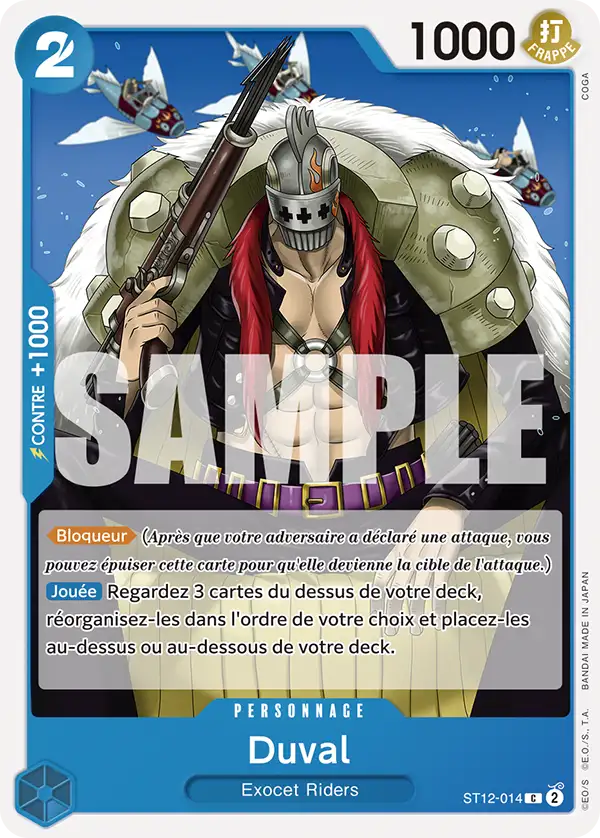 2
1000
打
FRAPPE
COGA
CONTRE +1000
SAMPLE
Bloqueur (Après que votre adversaire a déclaré une attaque, vous
pouvez épuiser cette carte pour qu'elle devienne la cible de l'attaque.)
Jouée Regardez 3 cartes du dessus de votre deck,
réorganisez-les dans l'ordre de votre choix et placez-les
au-dessus ou au-dessous de votre deck.
PERSONNAGE
Duval
Exocet Riders
ST12-014 C 2
©EO/S ©E.O./S., T.A. BANDAI MADE IN JAPAN